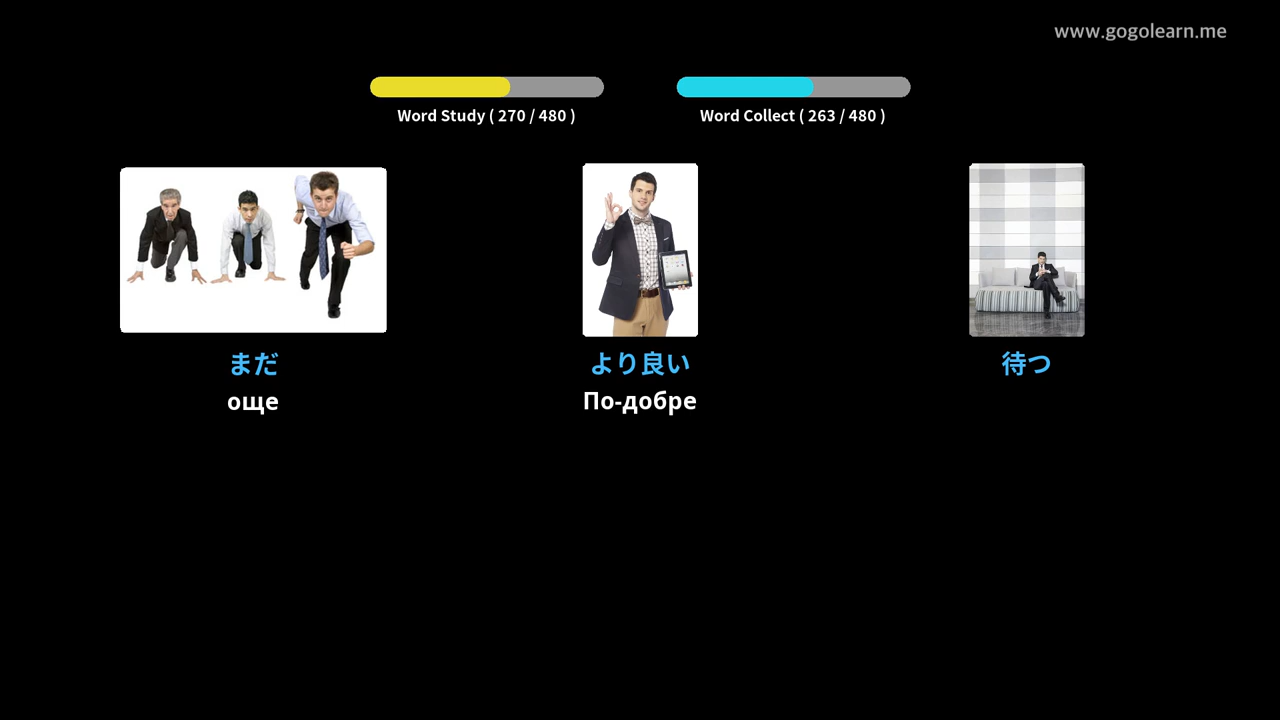 www.gogolearn.me
Word Study ( 270 / 480 )
Word Collect ( 263 / 480 )
まだ
още
より良い
По-добре
待つ